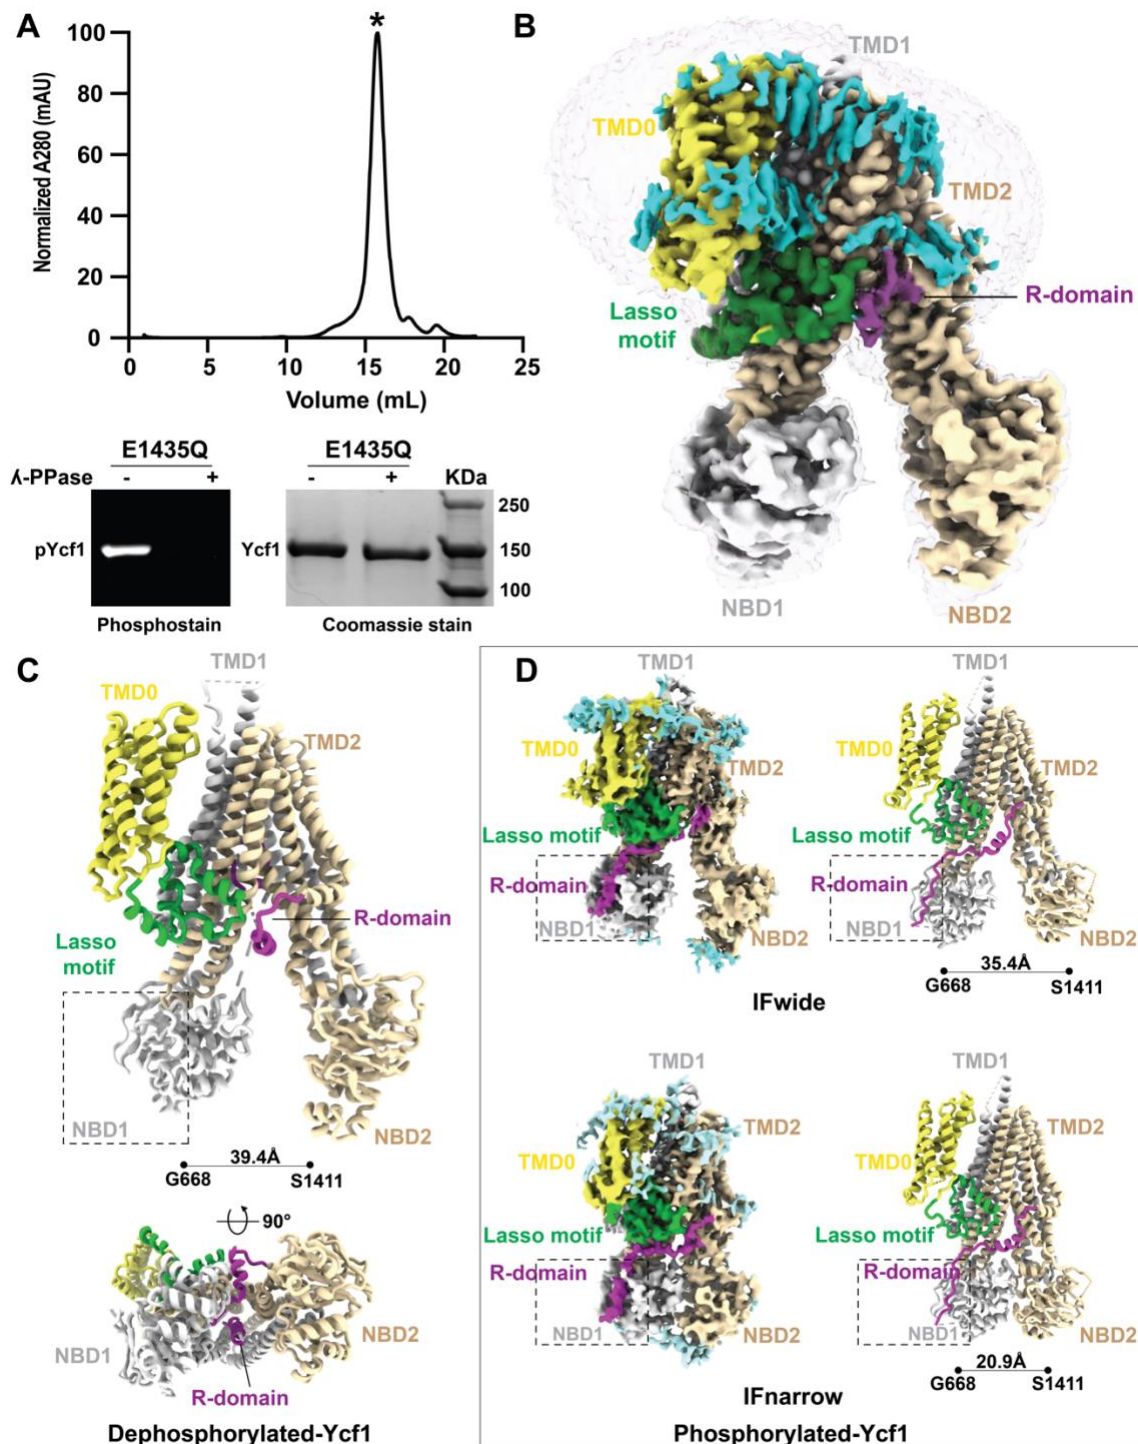 A
*
Normalized A280 (mAU)
100
80
60
40
20
0
0 5 10 15 20 25
Volume (mL)
E1435Q E1435Q
λ-PPase - + - + KDa
250
pYcf1 Ycf1 150
100
Phosphostain Coomassie stain
B
TMD1
TMD0
TMD2
R-domain
Lasso
motif
NBD1
NBD2
C
TMD1
TMD0
TMD2
R-domain
Lasso
motif
NBD1
NBD2
39.4Å
G668 S1411
90°
NBD1
NBD2
R-domain
Dephosphorylated-Ycf1
D
TMD1 TMD1
TMD0 TMD0
TMD2 TMD2
Lasso motif Lasso motif
R-domain R-domain
NBD1 NBD1
NBD2 NBD2
35.4Å
G668 S1411
IFwide
TMD1 TMD1
TMD2 TMD2
TMD0 TMD0
Lasso motif Lasso motif
R-domain R-domain
NBD1 NBD2 NBD1 NBD2
20.9Å
G668 S1411
IFnarrow
Phosphorylated-Ycf1